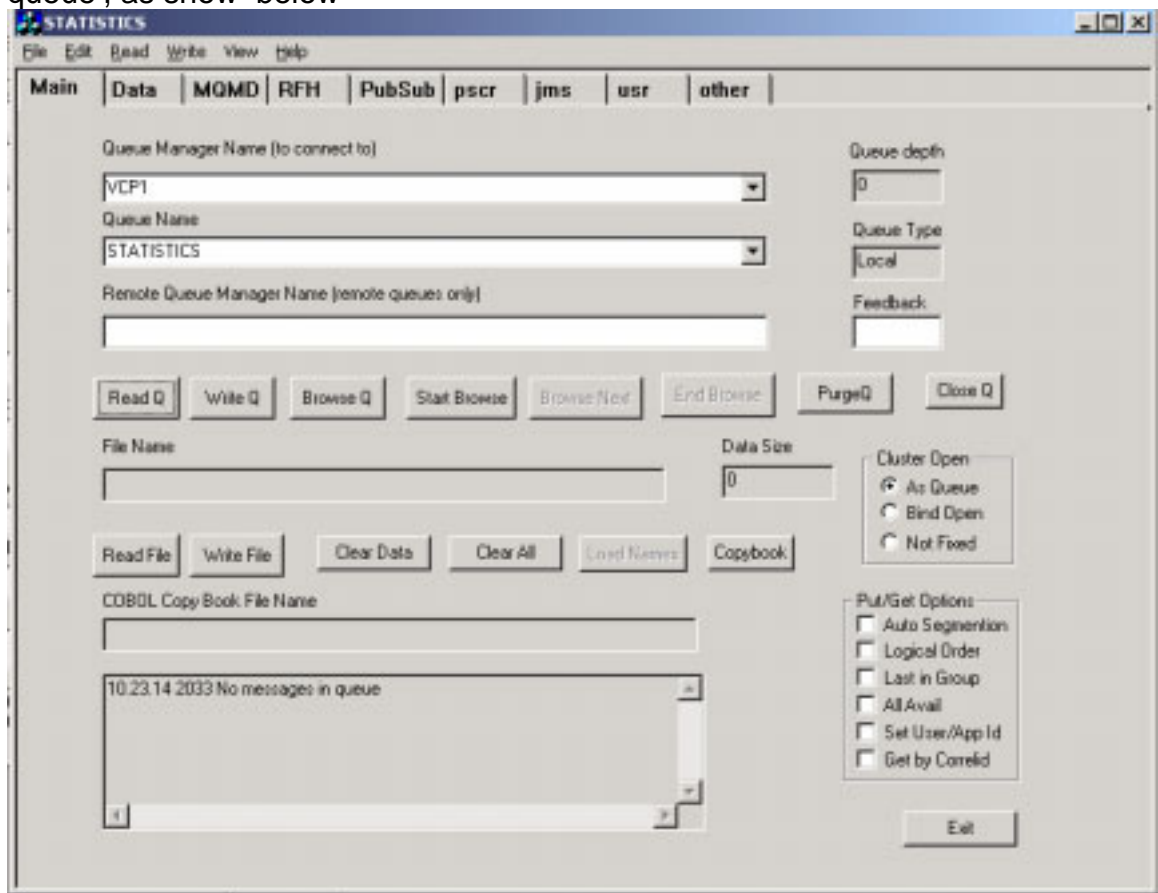 queue', as show below
STATISTICS
File Edit Read Write View Help
Main Data MQMD RFH PubSub pscr jms usr other
Queue Manager Name (to connect to)
Queue depth
VCP1
0
Queue Name
Queue Type
STATISTICS
Local
Remote Queue Manager Name (remote queues only)
Feedback
Read Q Write Q Browse Q Start Browse Browse Next End Browse PurgeQ Close Q
File Name
Data Size
0
Cluster Open
As Queue
Bind Open
Not Fixed
Read File Write File Clear Data Clear All Load Names Copybook
COBOL Copy Book File Name
Put/Get Options
Auto Segmention
Logical Order
Last in Group
All Avail
Set User/App Id
Get by Correlid
10.23.14 2033 No messages in queue
Exit